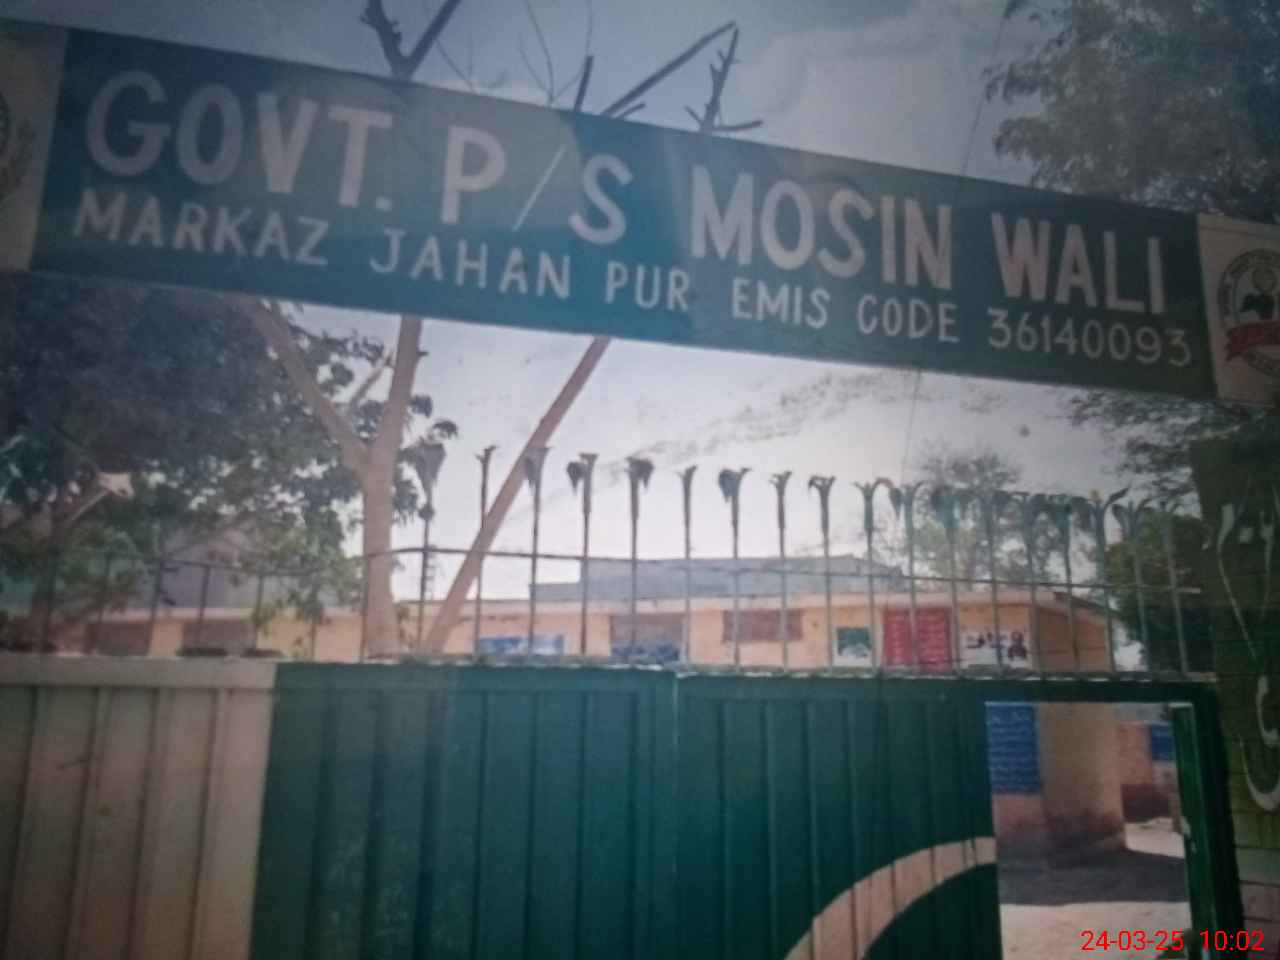 GOVT. P/S MOSIN WALI
MARKAZ JAHAN PUR EMIS CODE 36140093
24-03-25 10:02